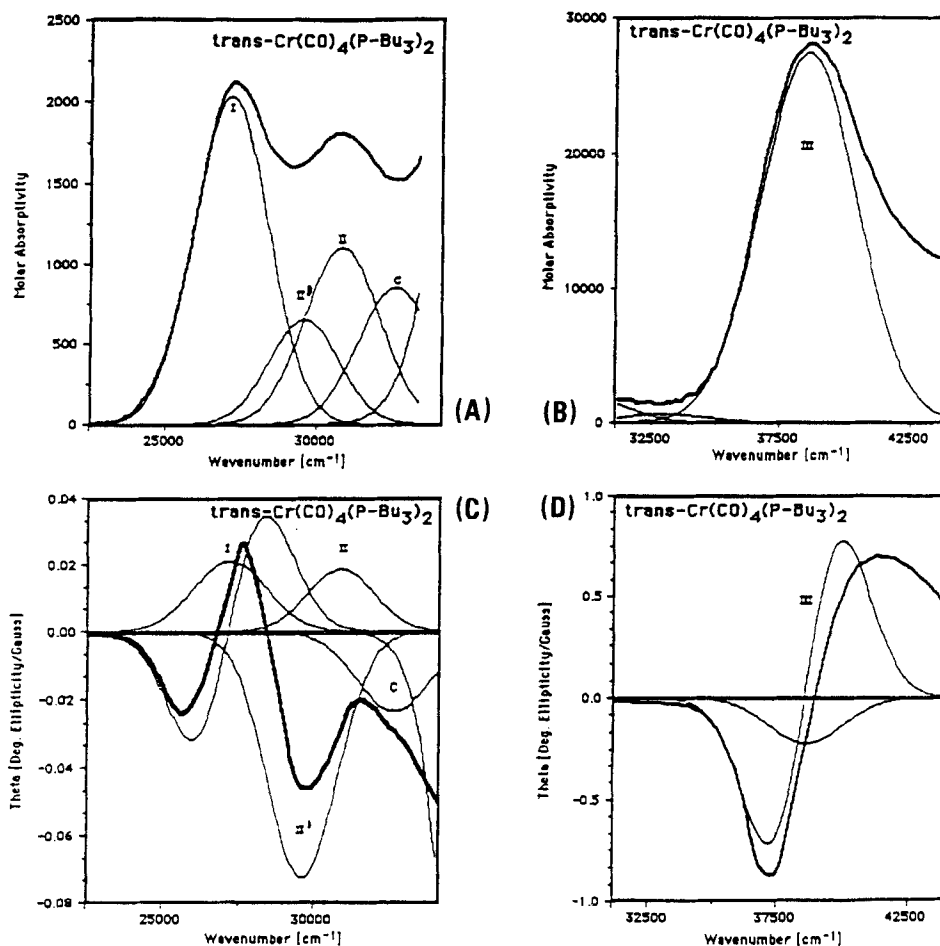 trans-Cr(CO)4(P-Bu3)2
2500
2000
1500
1000
500
0
Molar Absorptivity
I
II'
II
C
25000
30000
Wavenumber [cm-1]
(A)
trans-Cr(CO)4(P-Bu3)2
30000
20000
10000
0
Molar Absorptivity
III
32500
37500
42500
Wavenumber [cm-1]
(B)
trans-Cr(CO)4(P-Bu3)2
(C)
0.04
0.02
0.00
-0.02
-0.04
-0.06
-0.08
Theta [Deg. Ellipticity/Gauss]
I
II
C
II'
25000
30000
Wavenumber [cm-1]
(D)
trans-Cr(CO)4(P-Bu3)2
1.0
0.5
0.0
-0.5
-1.0
Theta [Deg. Ellipticity/Gauss]
III
32500
37500
42500
Wavenumber [cm-1]